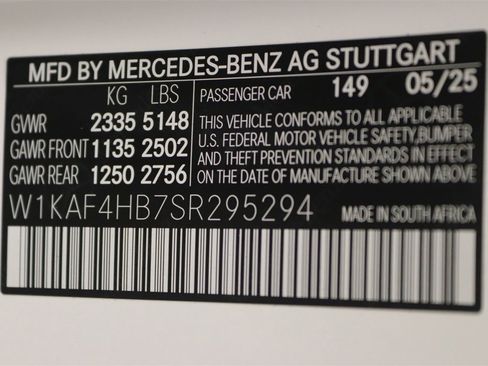 MFD BY MERCEDES-BENZ AG STUTTGART
KG LBS
GVWR 2335 5148
GAWR FRONT 1135 2502
GAWR REAR 1250 2756
PASSENGER CAR 149 05/25
THIS VEHICLE CONFORMS TO ALL APPLICABLE
U.S. FEDERAL MOTOR VEHICLE SAFETY, BUMPER
AND THEFT PREVENTION STANDARDS IN EFFECT
ON THE DATE OF MANUFACTURE SHOWN ABOVE.
W1KAF4HB7SR295294 MADE IN SOUTH AFRICA